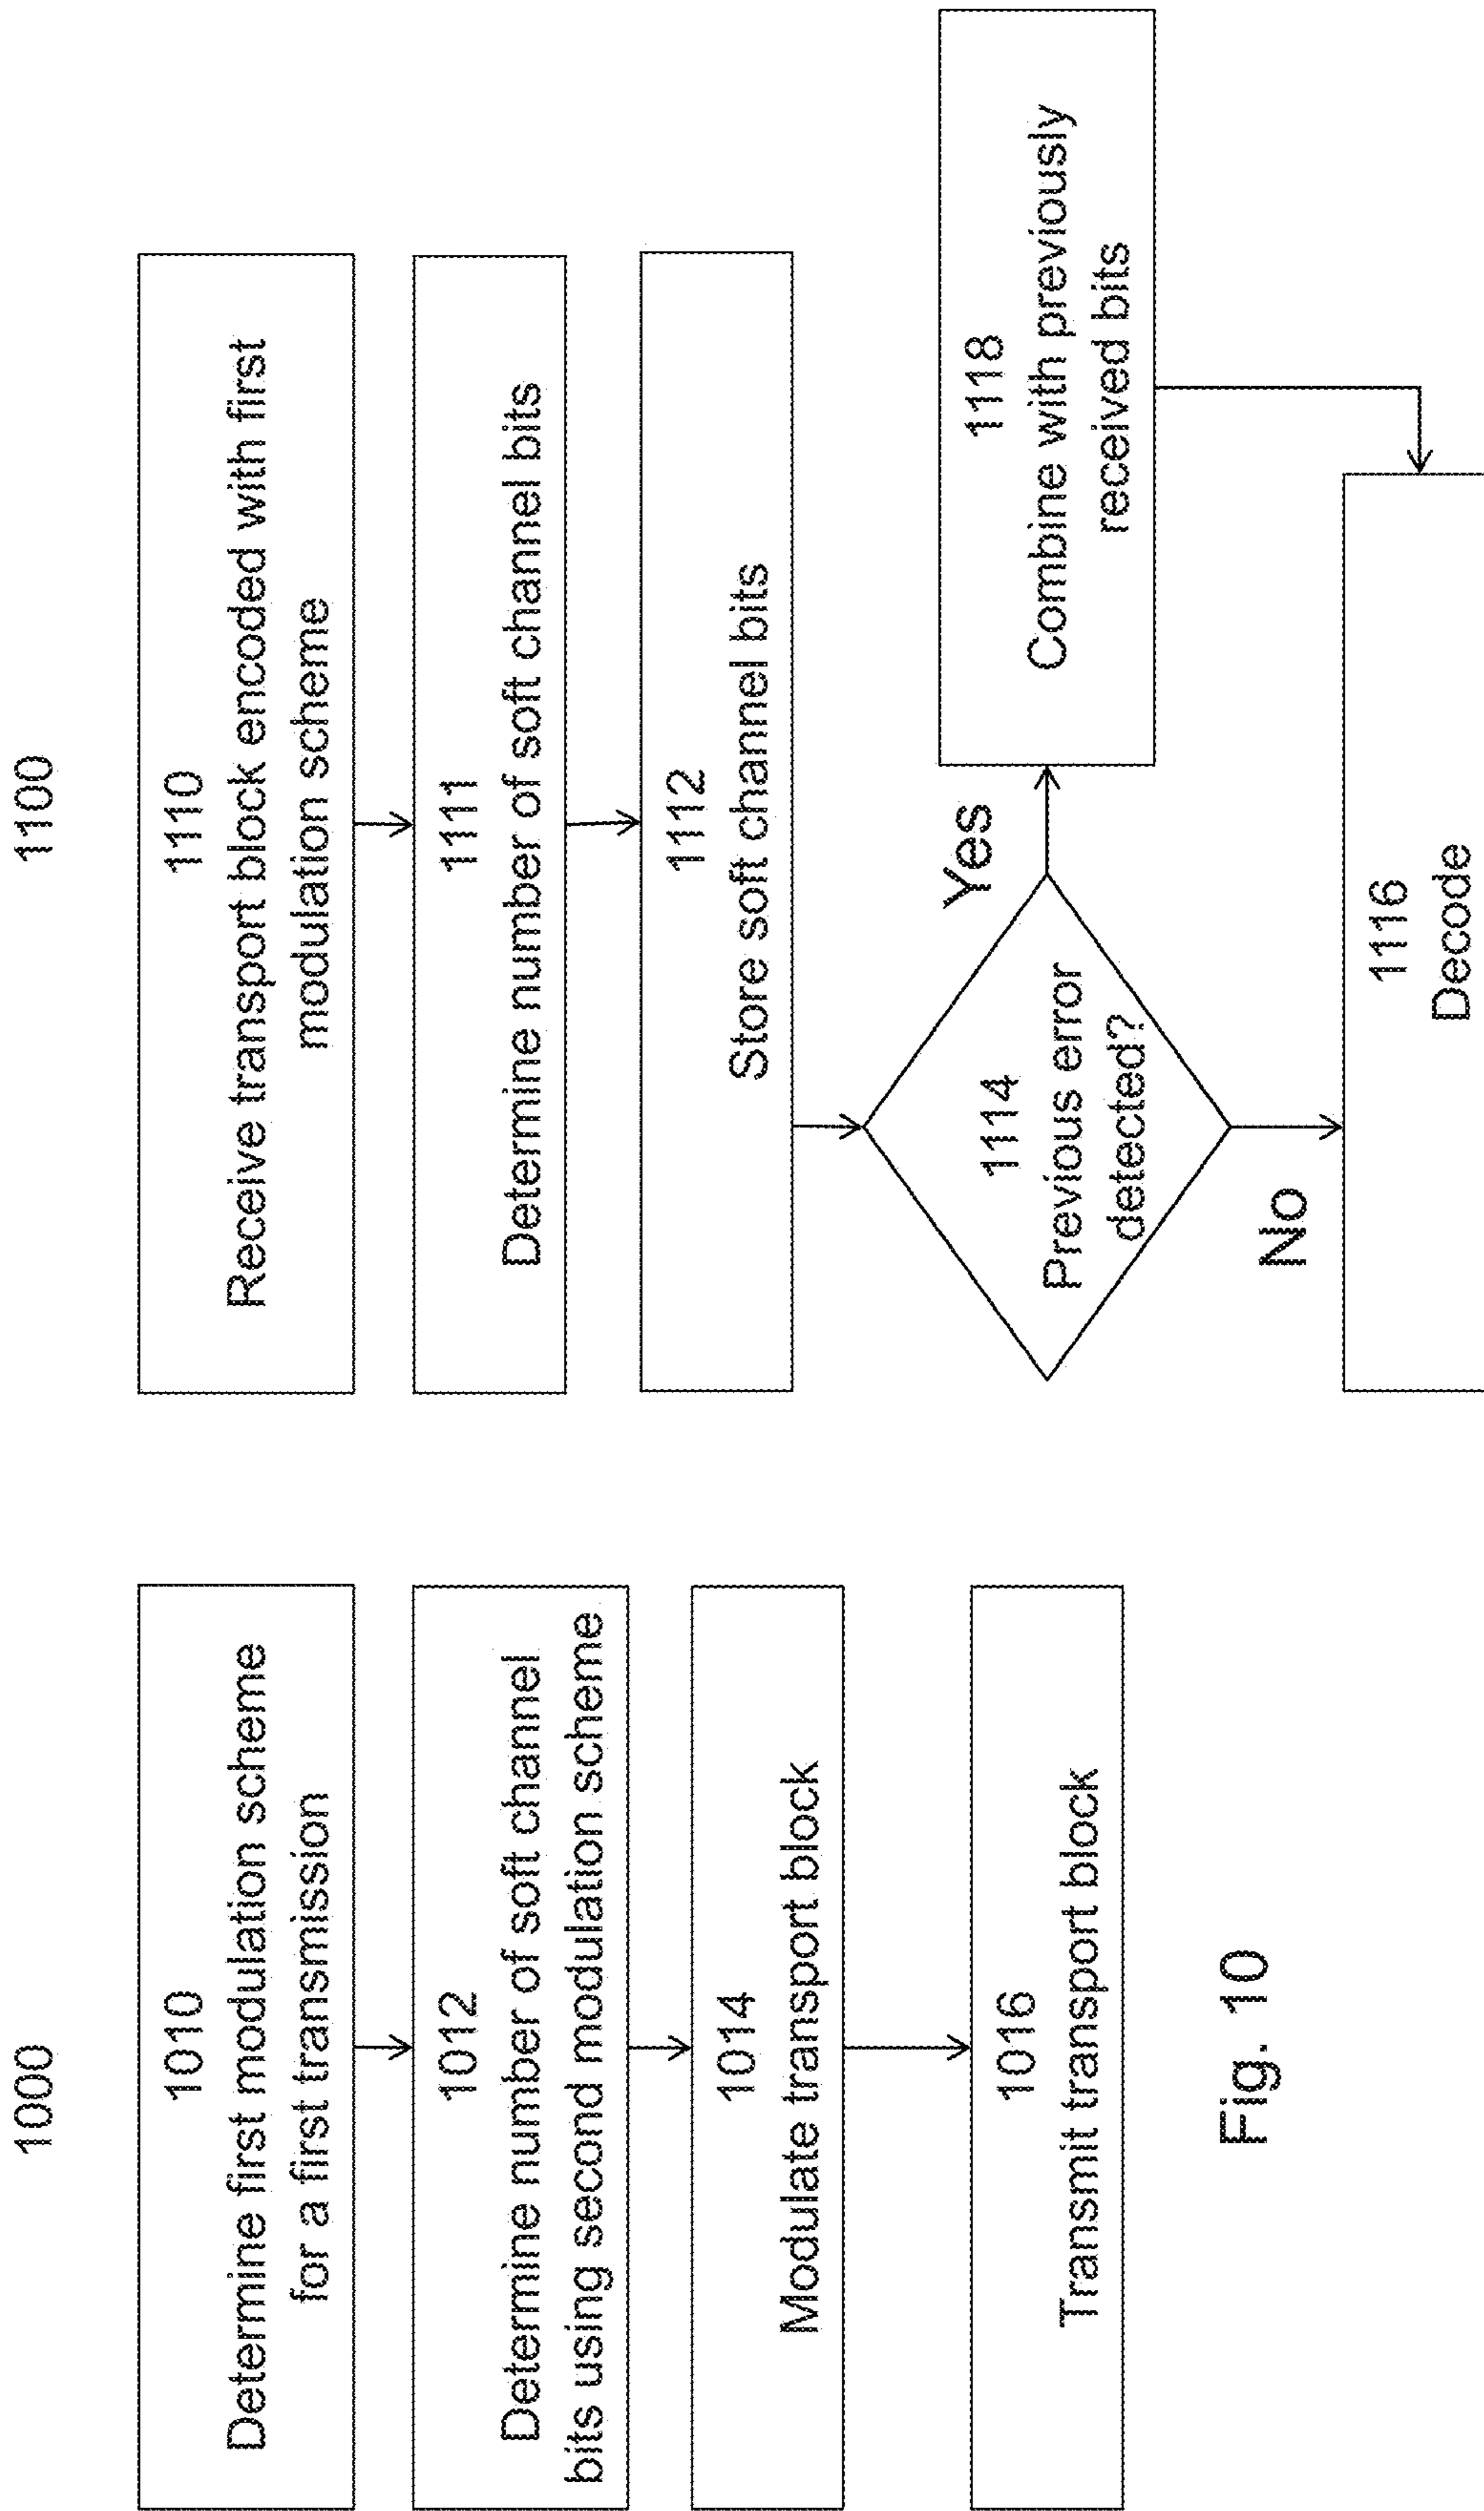 1000
1010
Determine first modulation scheme
for a first transmission
1012
Determine number of soft channel
bits using second modulation scheme
1014
Modulate transport block
1016
Transmit transport block
Fig. 10
1100
1110
Receive transport block encoded with first
modulation scheme
1111
Determine number of soft channel bits
1112
Store soft channel bits
1114
Previous error
detected?
Yes
No
1118
Combine with previously
received bits
1116
Decode